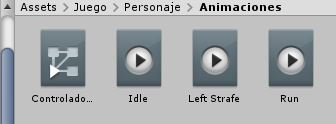 Assets > Juego > Personaje > Animaciones
Controlado... Idle Left Strafe Run